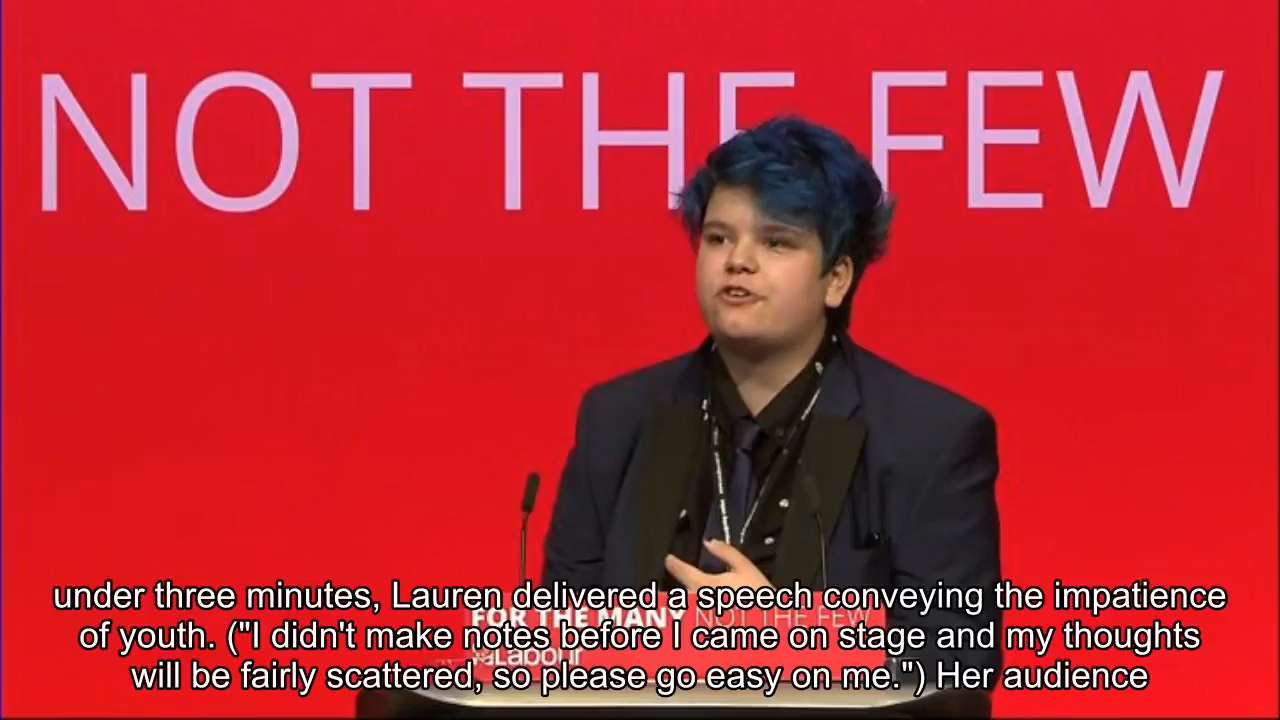 NOT THE FEW
under three minutes, Lauren delivered a speech conveying the impatience
FOR THE MANY NOT THE FEW
of youth. ("I didn't make notes before I came on stage and my thoughts
Labour
will be fairly scattered, so please go easy on me.") Her audience